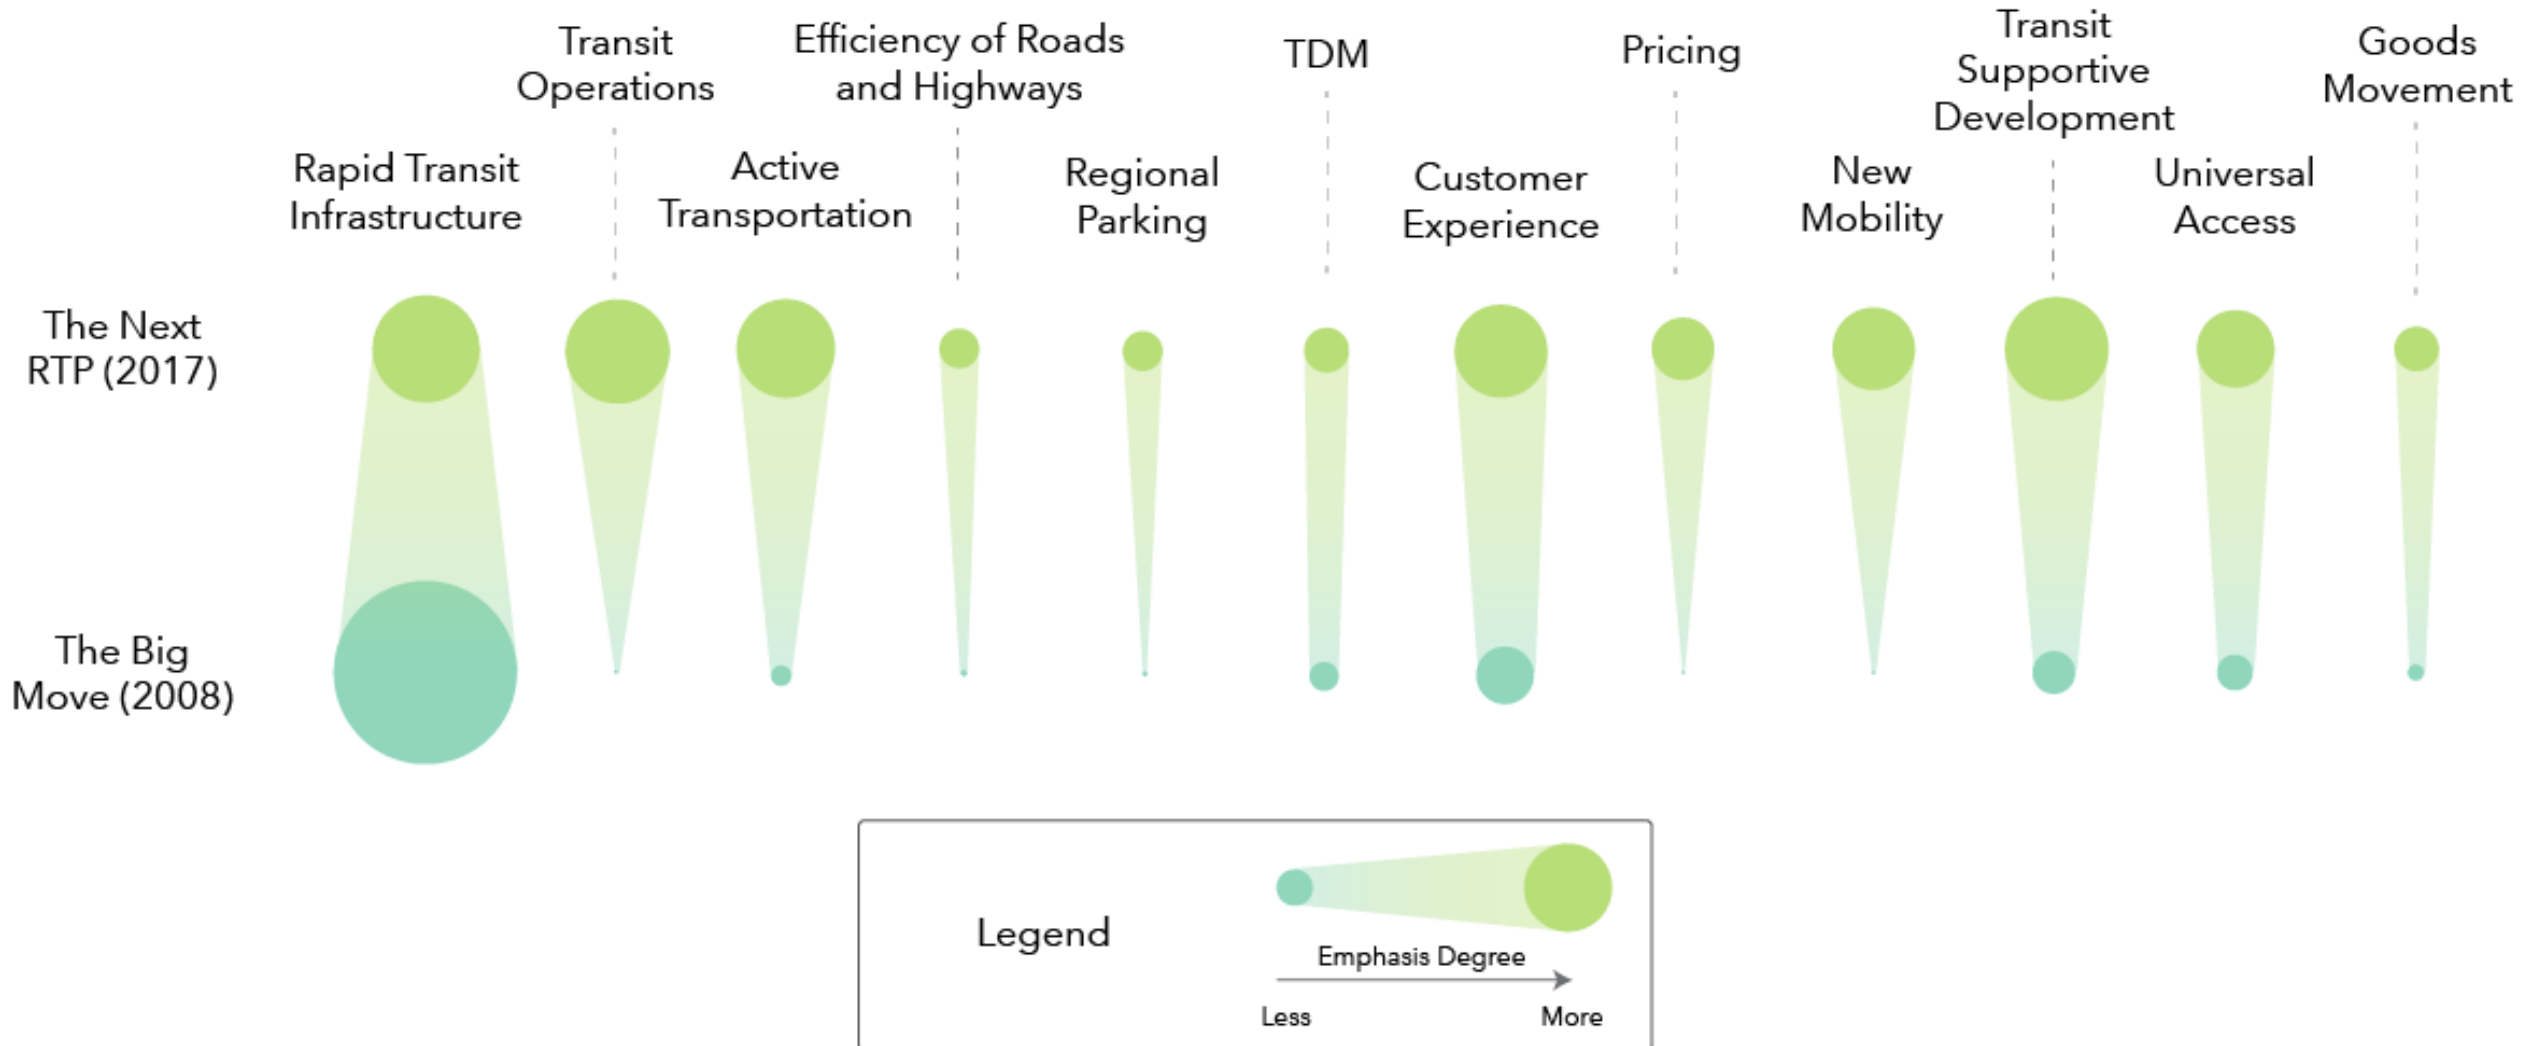 Transit
Operations
Efficiency of Roads
and Highways
TDM
Pricing
Transit
Supportive
Development
Goods
Movement
Rapid Transit
Infrastructure
Active
Transportation
Regional
Parking
Customer
Experience
New
Mobility
Universal
Access
The Next
RTP (2017)
The Big
Move (2008)
Legend
Emphasis Degree
Less
More